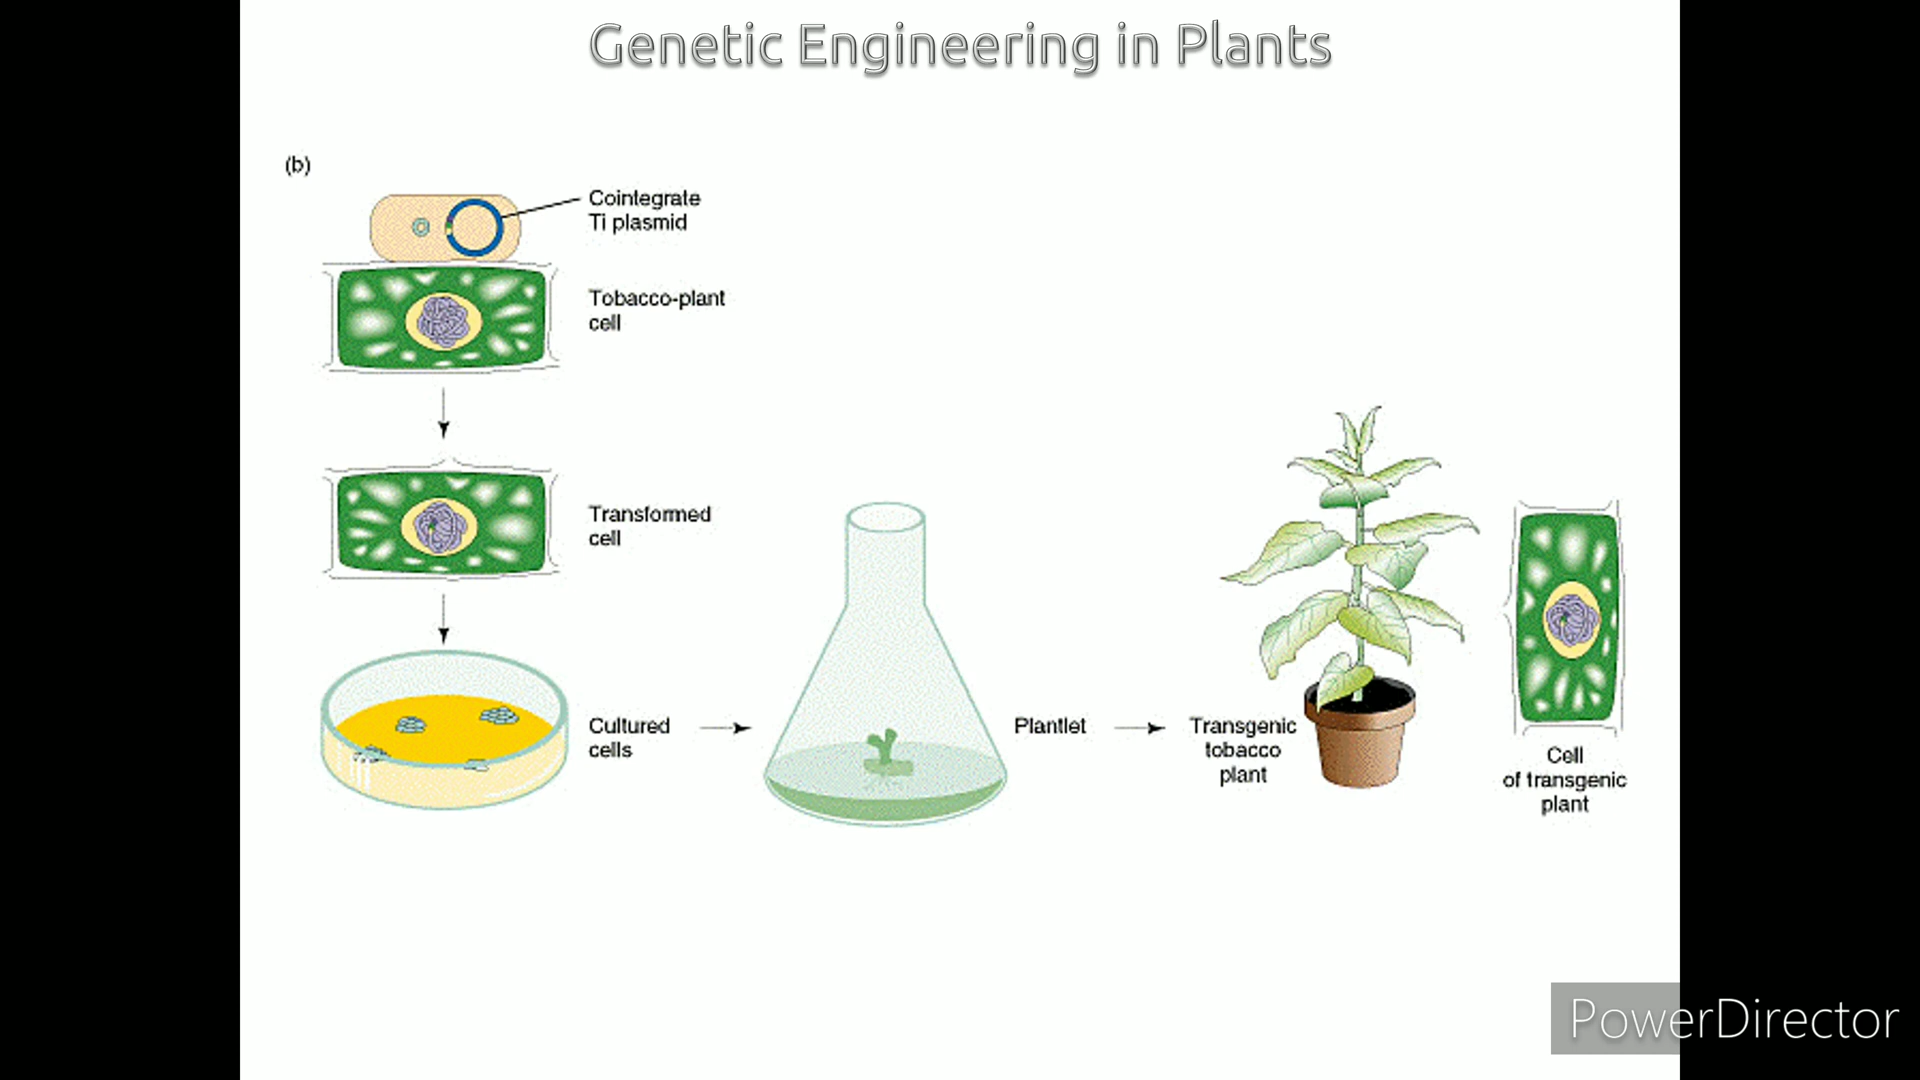 Genetic Engineering in Plants
(b)
Cointegrate
Ti plasmid
Tobacco-plant
cell
Transformed
cell
Cultured
cells
Plantlet
Transgenic
tobacco
plant
Cell
of transgenic
plant
PowerDirector